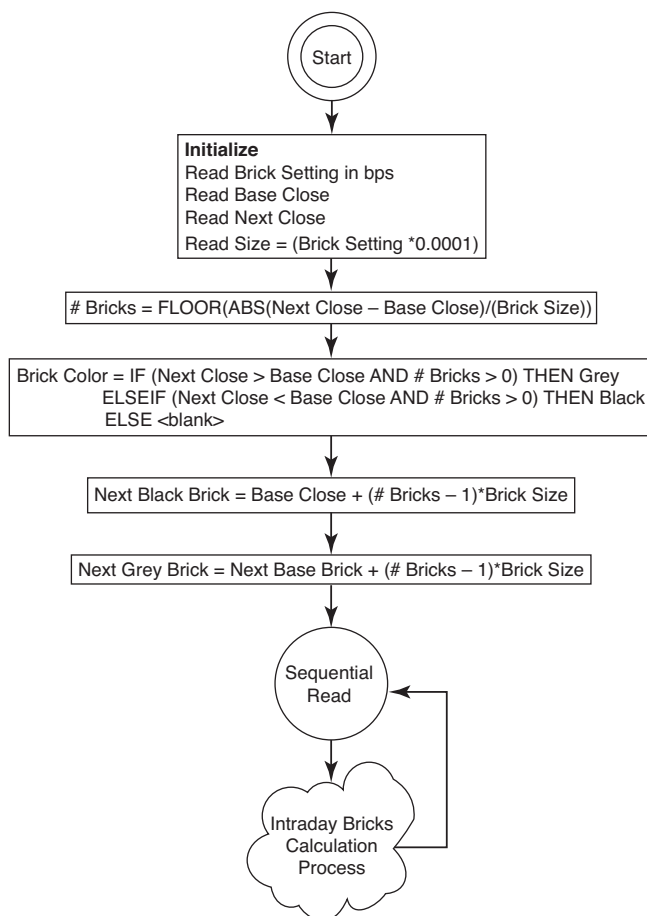 Start
Initialize
Read Brick Setting in bps
Read Base Close
Read Next Close
Read Size = (Brick Setting *0.0001)
# Bricks = FLOOR(ABS(Next Close – Base Close)/(Brick Size))
Brick Color = IF (Next Close > Base Close AND # Bricks > 0) THEN Grey
ELSEIF (Next Close < Base Close AND # Bricks > 0) THEN Black
ELSE <blank>
Next Black Brick = Base Close + (# Bricks – 1)*Brick Size
Next Grey Brick = Next Base Brick + (# Bricks – 1)*Brick Size
Sequential
Read
Intraday Bricks
Calculation
Process